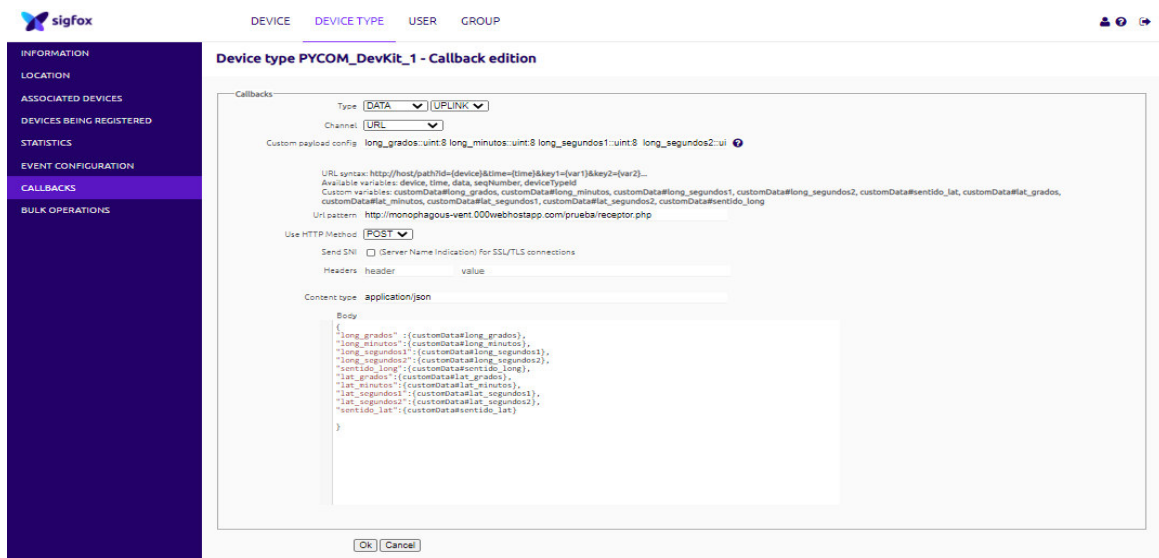 sigfox
DEVICE DEVICE TYPE USER GROUP
INFORMATION
LOCATION
ASSOCIATED DEVICES
DEVICES BEING REGISTERED
STATISTICS
EVENT CONFIGURATION
CALLBACKS
BULK OPERATIONS
Device type PYCOM_DevKit_1 - Callback edition
Callbacks
Type DATA UPLINK
Channel URL
Custom payload config long_grados::uint:8 long_minutos::uint:8 long_segundos1::uint:8 long_segundos2::ui
URL syntax: http://host/path?id={device}&time={time}&key1={var1}&key2={var2}...
Available variables: device, time, data, seqNumber, deviceTypeId
Custom variables: customData#long_grados, customData#long_minutos, customData#long_segundos1, customData#long_segundos2, customData#sentido_lat, customData#lat_grados,
customData#lat_minutos, customData#lat_segundos1, customData#lat_segundos2, customData#sentido_long
Url pattern http://monophagous-vent.000webhostapp.com/prueba/receptor.php
Use HTTP Method POST
Send SNI (Server Name Indication) for SSL/TLS connections
Headers header value
Content type application/json
Body
{
"long_grados" :{customData#long_grados},
"long_minutos":{customData#long_minutos},
"long_segundos1":{customData#long_segundos1},
"long_segundos2":{customData#long_segundos2},
"sentido_long":{customData#sentido_long},
"lat_grados":{customData#lat_grados},
"lat_minutos":{customData#lat_minutos},
"lat_segundos1":{customData#lat_segundos1},
"lat_segundos2":{customData#lat_segundos2},
"sentido_lat":{customData#sentido_lat}
}
Ok Cancel